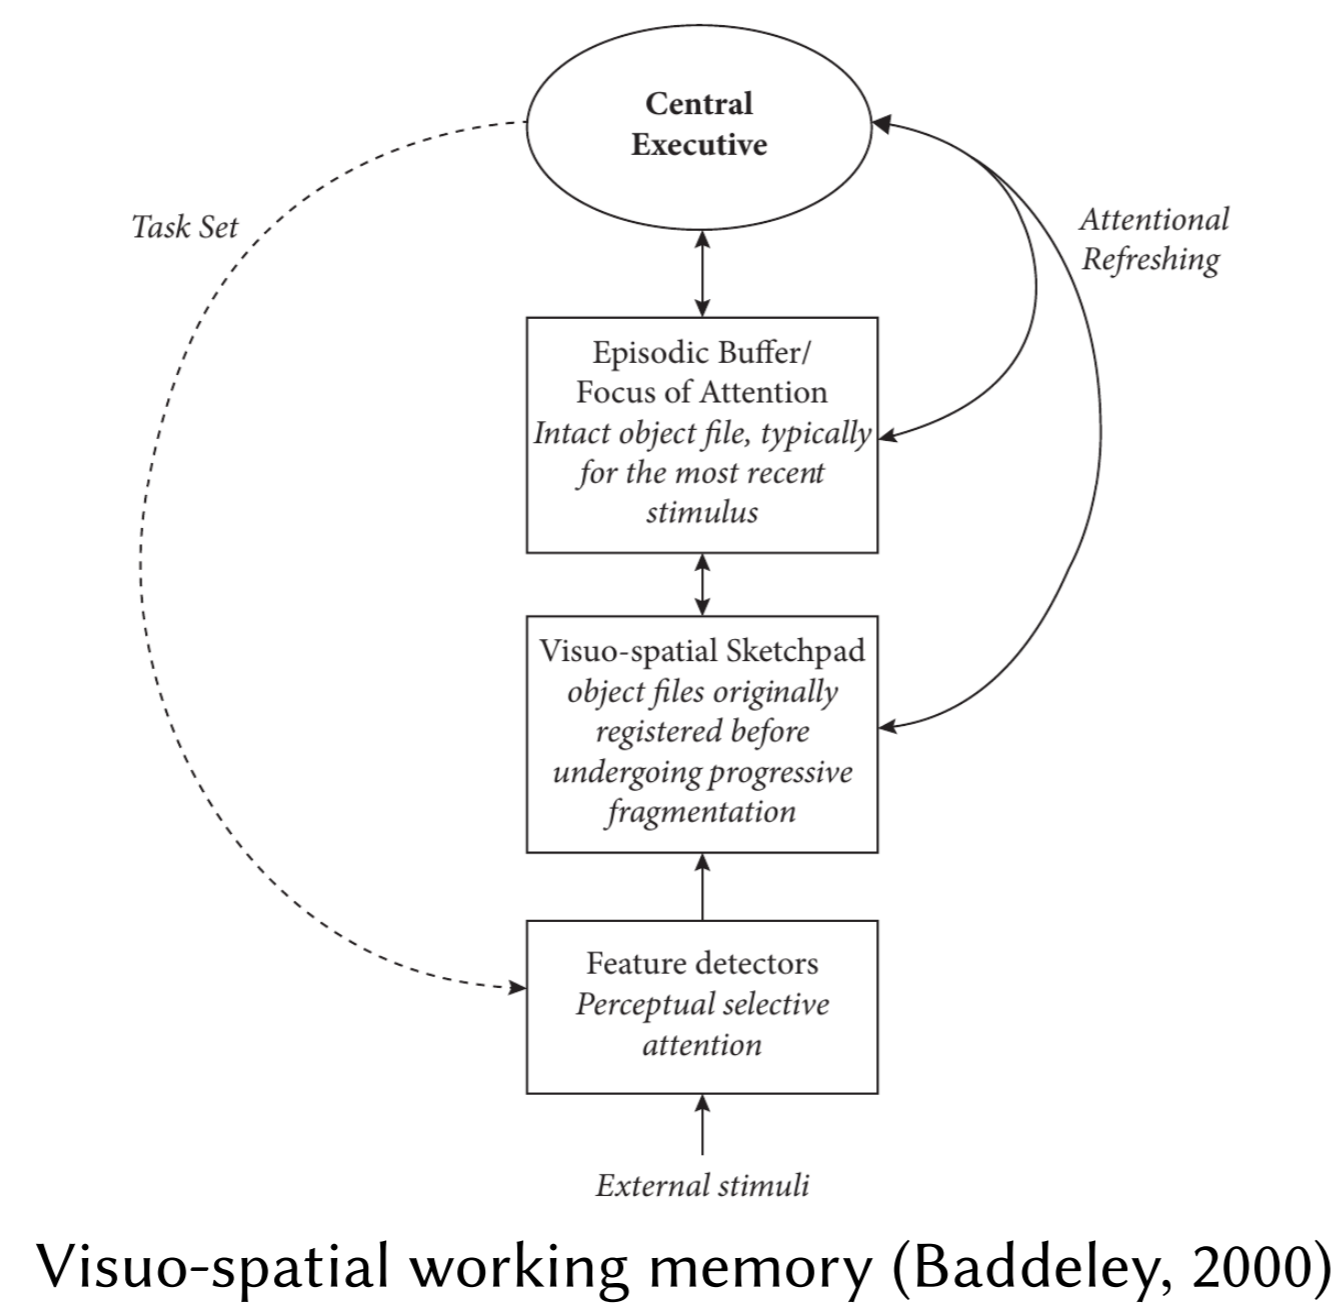 Central
Executive
Task Set
Attentional
Refreshing
Episodic Buffer/
Focus of Attention
Intact object file, typically
for the most recent
stimulus
Visuo-spatial Sketchpad
object files originally
registered before
undergoing progressive
fragmentation
Feature detectors
Perceptual selective
attention
External stimuli
Visuo-spatial working memory (Baddeley, 2000)